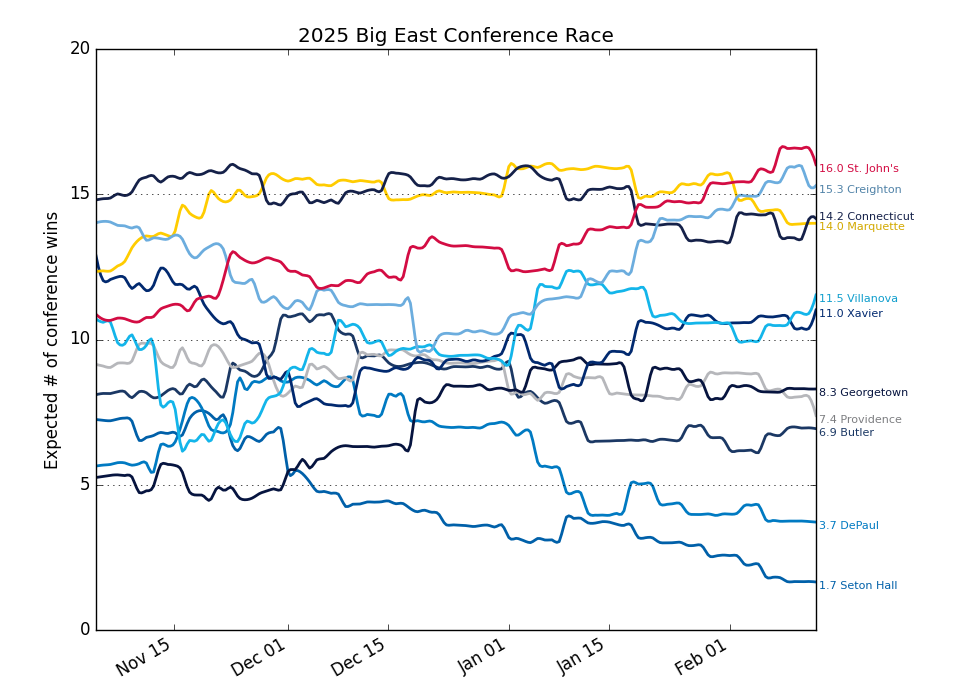 2025 Big East Conference Race
Expected # of conference wins
20
15
10
5
0
Nov 15
Dec 01
Dec 15
Jan 01
Jan 15
Feb 01
16.0 St. John's
15.3 Creighton
14.2 Connecticut
14.0 Marquette
11.5 Villanova
11.0 Xavier
8.3 Georgetown
7.4 Providence
6.9 Butler
3.7 DePaul
1.7 Seton Hall